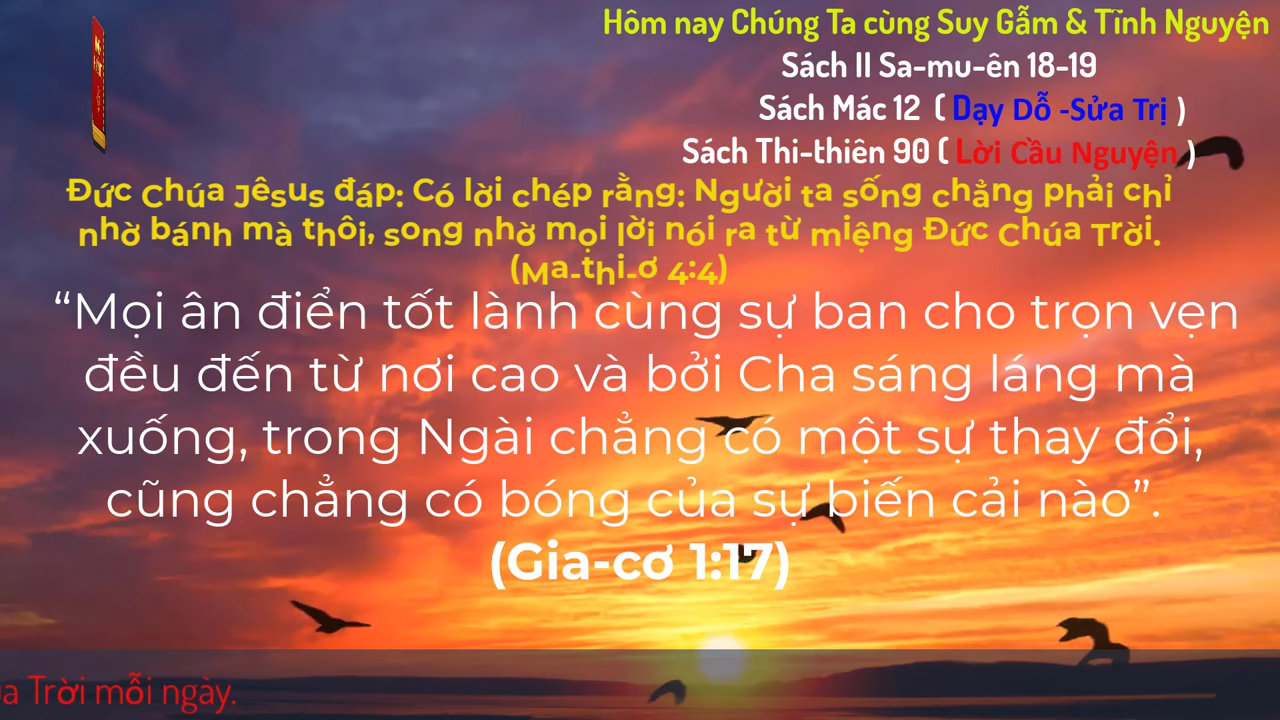 Hôm nay Chúng Ta cùng Suy Gẫm & Tĩnh Nguyện
Sách II Sa-mu-ên 18-19
Sách Mác 12 ( Dạy Dỗ -Sửa Trị )
Sách Thi-thiên 90 ( Lời Cầu Nguyện )
Đức Chúa Jêsus đáp: Có lời chép rằng: Người ta sống chẳng phải chỉ
nhờ bánh mà thôi, song nhờ mọi lời nói ra từ miệng Đức Chúa Trời.
(Ma-thi-ơ 4:4)
“Mọi ân điển tốt lành cùng sự ban cho trọn vẹn
đều đến từ nơi cao và bởi Cha sáng láng mà
xuống, trong Ngài chẳng có một sự thay đổi,
cũng chẳng có bóng của sự biến cải nào”.
(Gia-cơ 1:17)
Trời mỗi ngày.